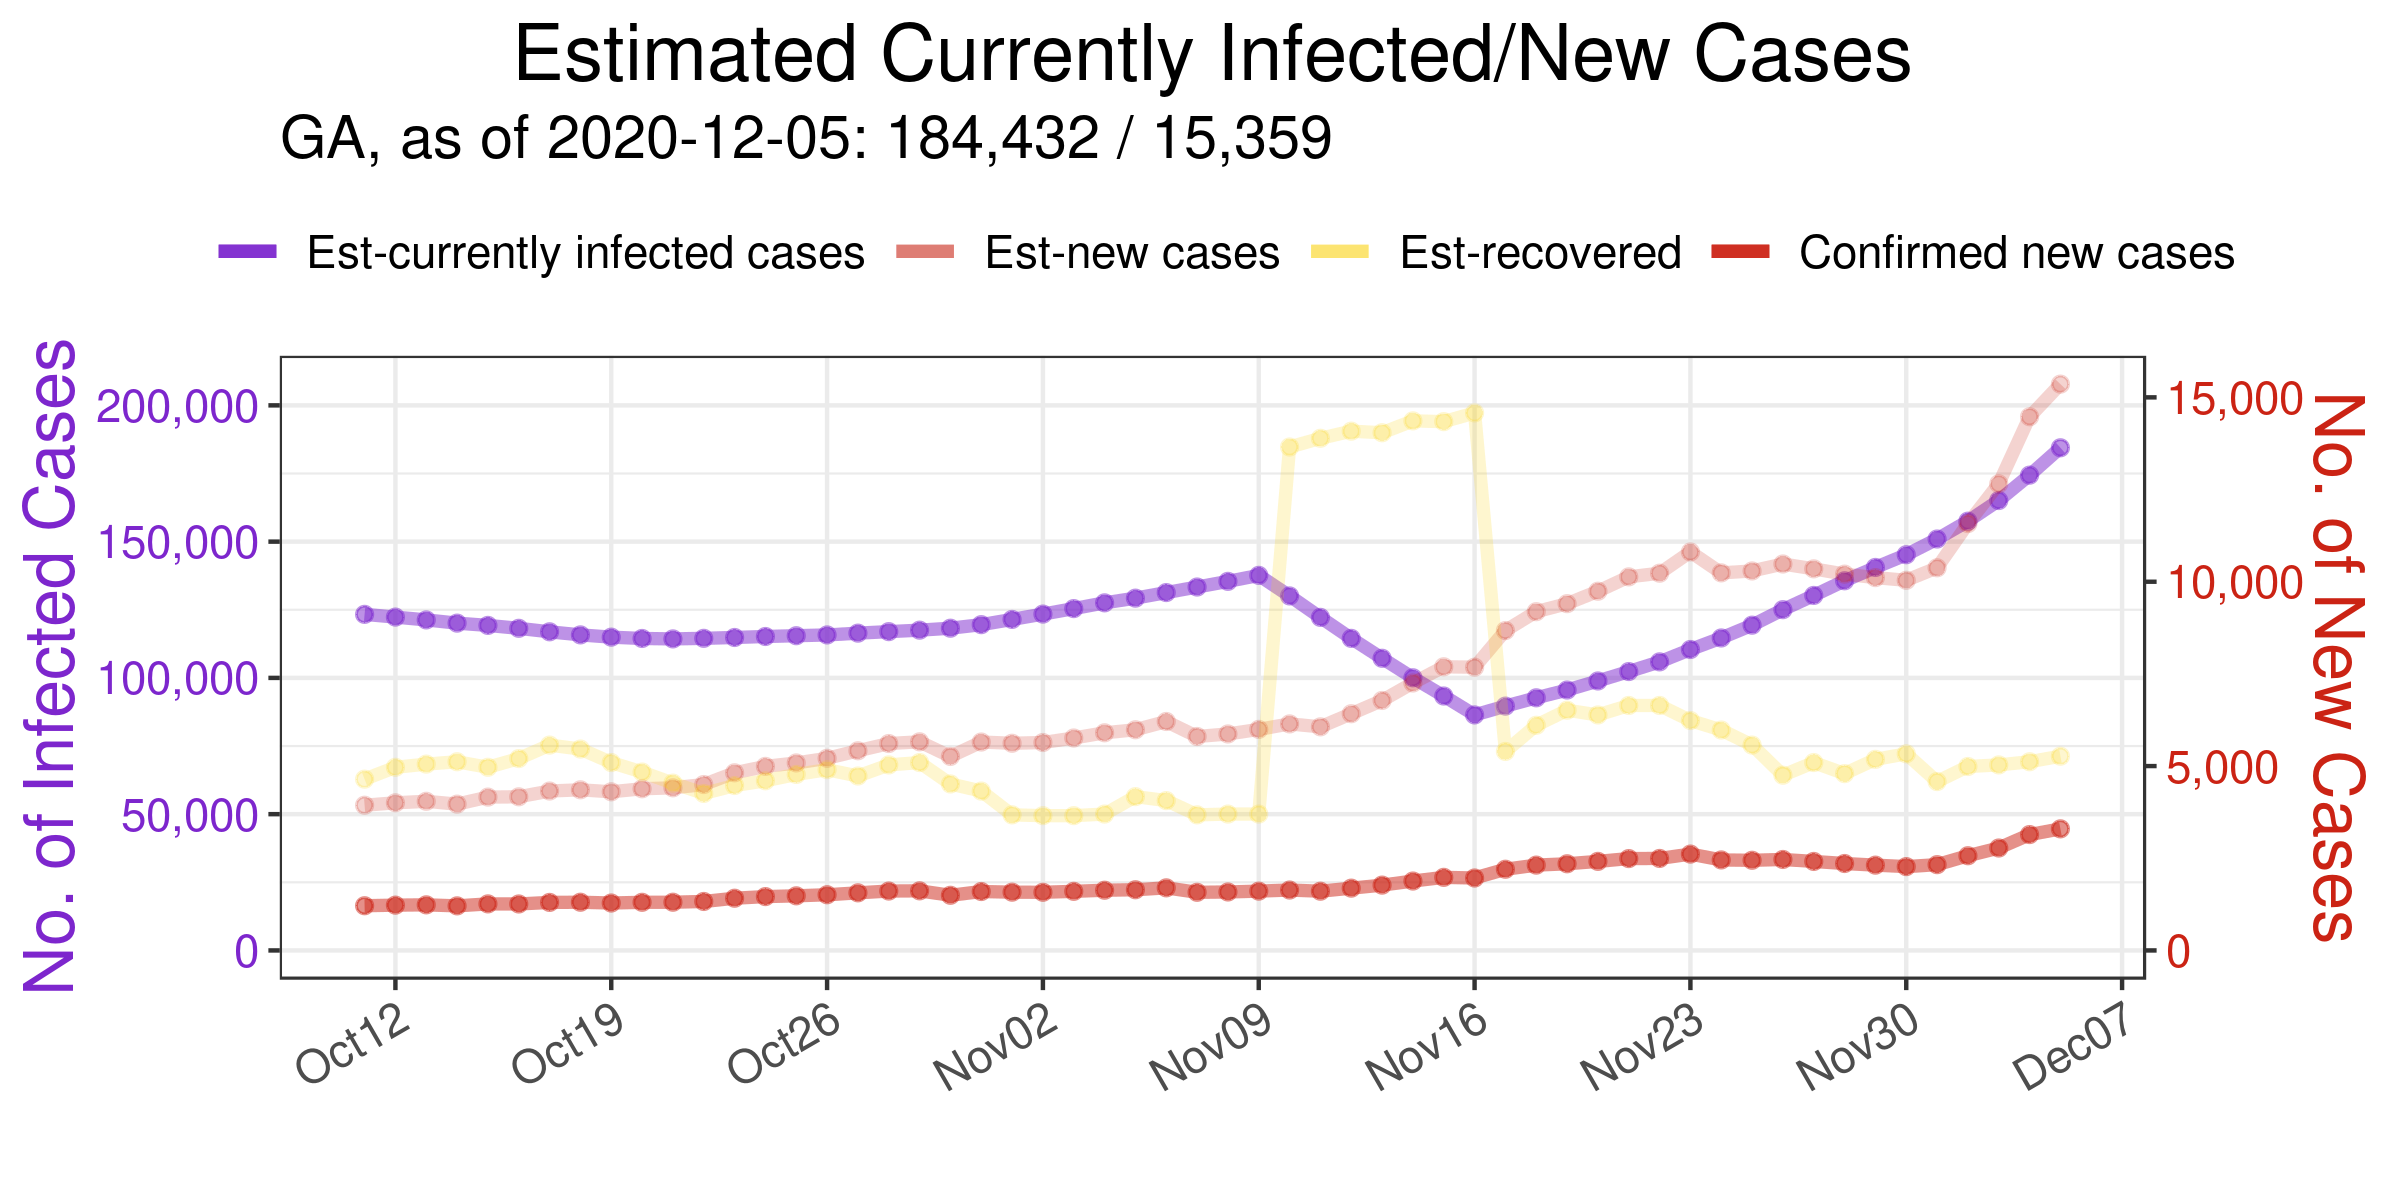 Estimated Currently Infected/New Cases
GA, as of 2020-12-05: 184,432 / 15,359
Est-currently infected cases
Est-new cases
Est-recovered
Confirmed new cases
No. of Infected Cases
200,000
150,000
100,000
50,000
0
15,000
10,000
5,000
0
No. of New Cases
Oct12
Oct19
Oct26
Nov02
Nov09
Nov16
Nov23
Nov30
Dec07